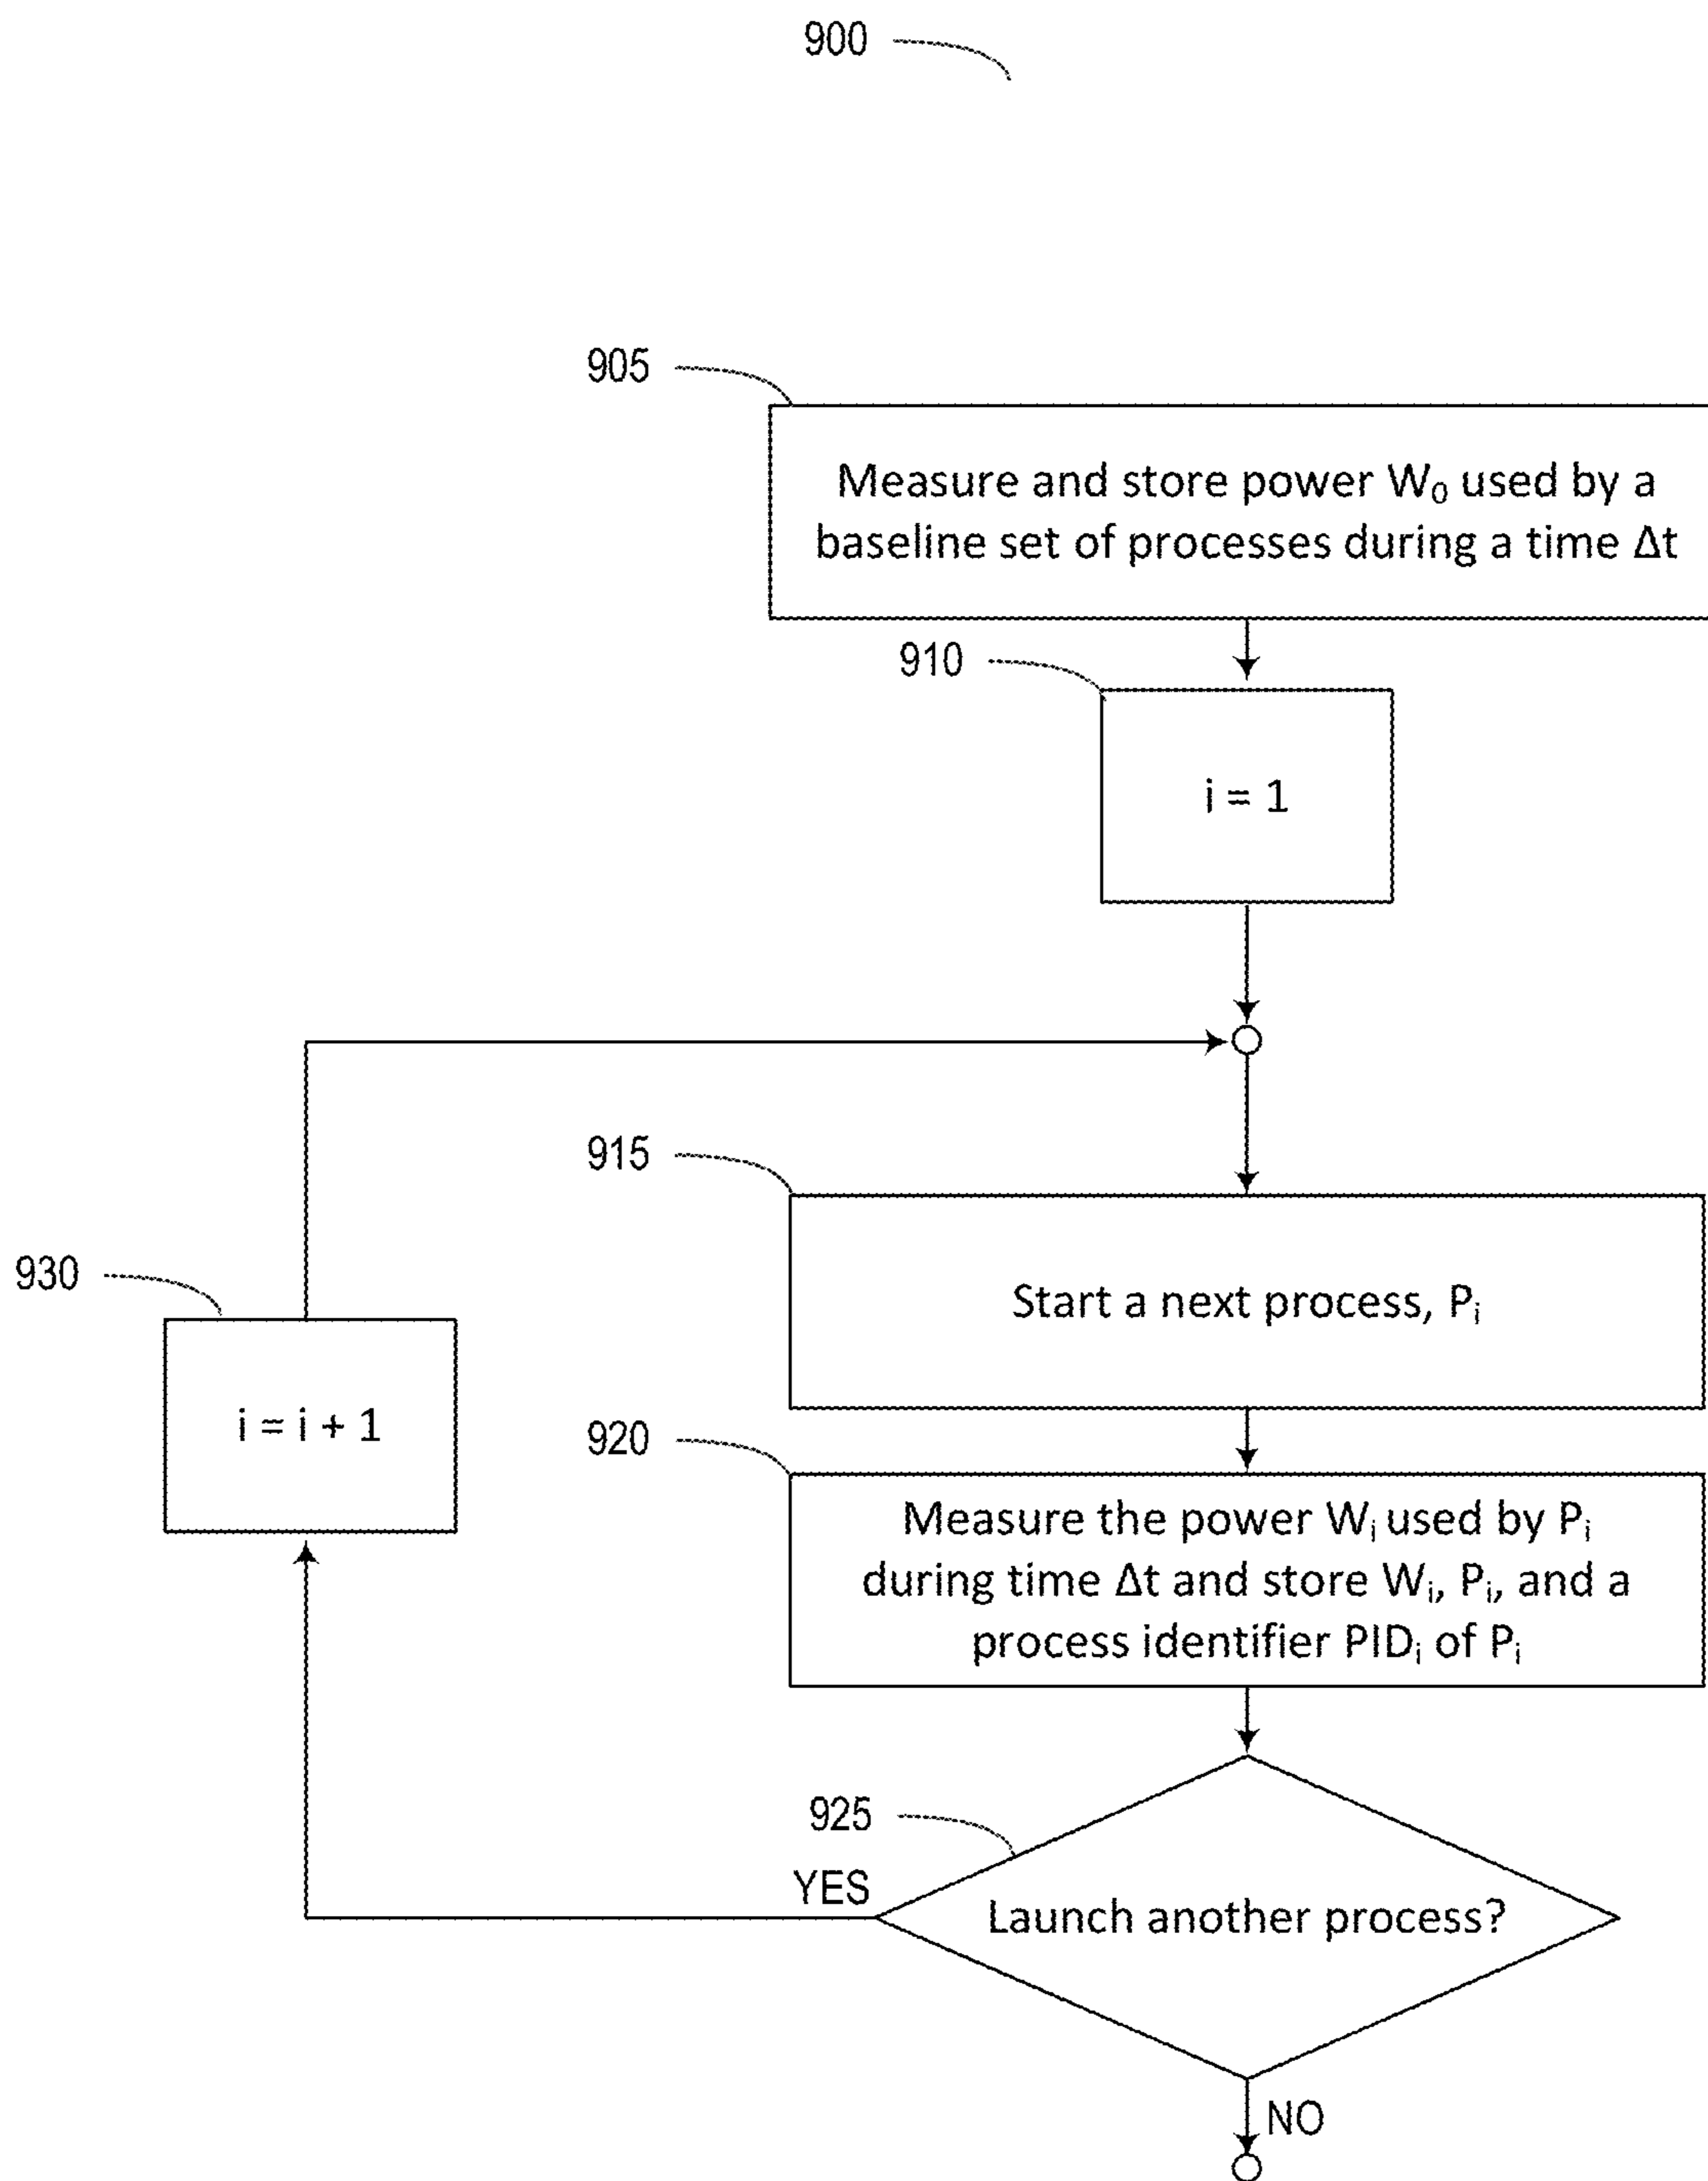 900
905
Measure and store power W₀ used by a
baseline set of processes during a time Δt
910
i = 1
915
Start a next process, Pᵢ
930
i = i + 1
920
Measure the power Wᵢ used by Pᵢ
during time Δt and store Wᵢ, Pᵢ, and a
process identifier PIDᵢ of Pᵢ
925
YES
Launch another process?
NO